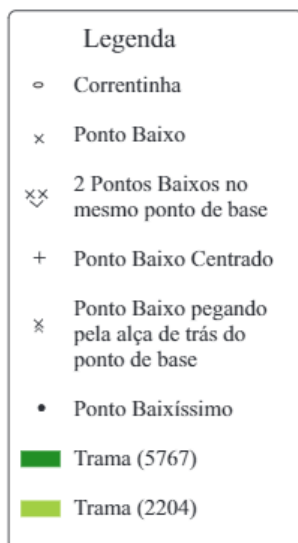 Legenda
Correntinha
Ponto Baixo
2 Pontos Baixos no
mesmo ponto de base
Ponto Baixo Centrado
Ponto Baixo pegando
pela alça de trás do
ponto de base
Ponto Baixíssimo
Trama (5767)
Trama (2204)